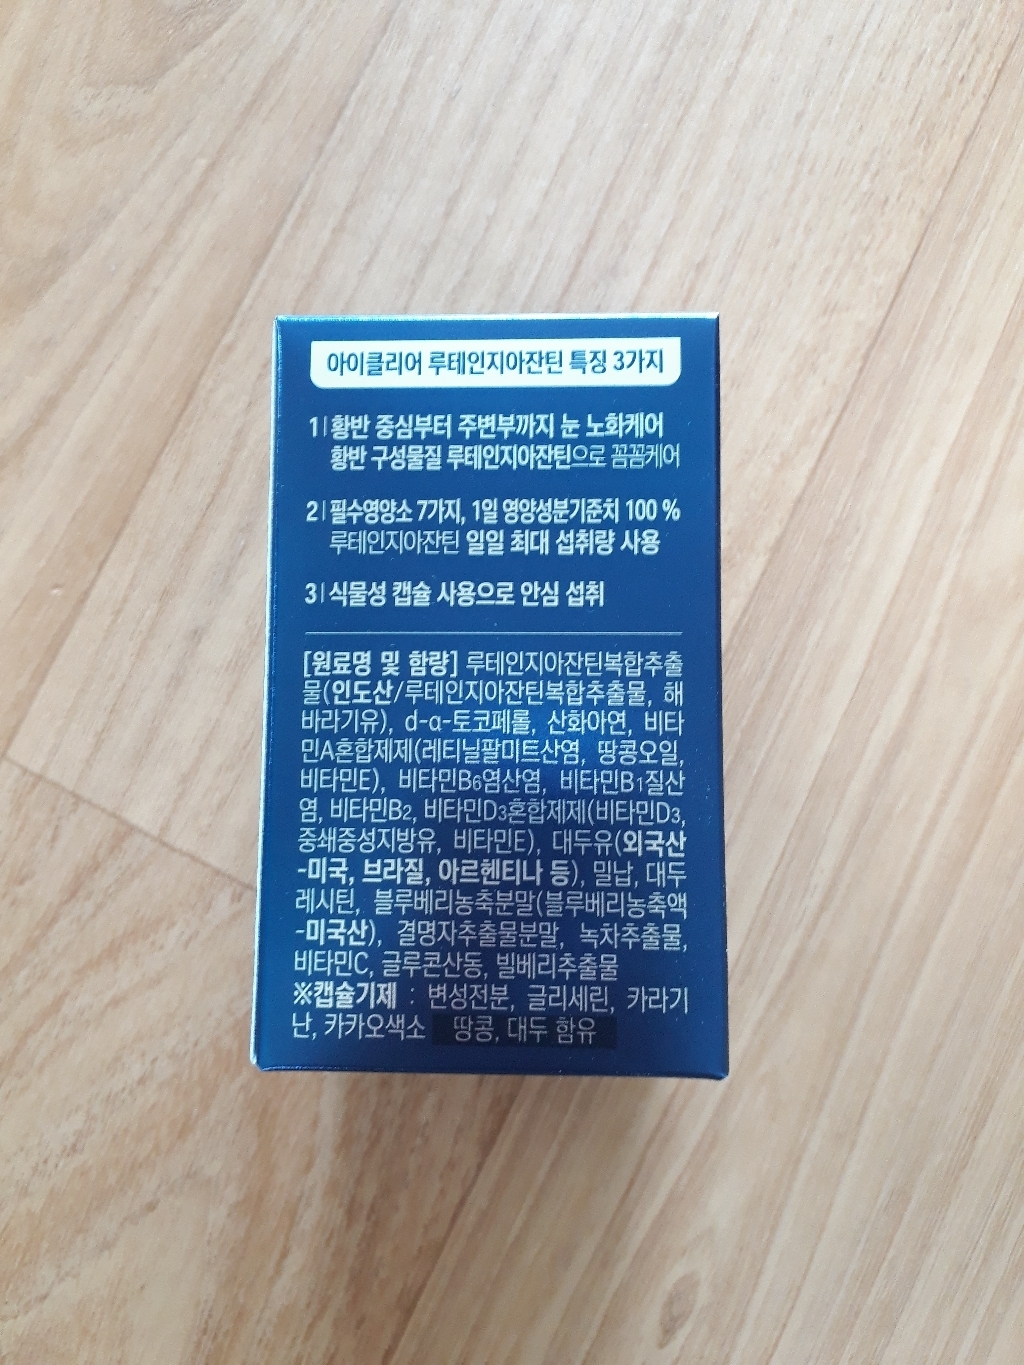 아이클리어 루테인지아잔틴 특징 3가지
1| 황반 중심부터 주변부까지 눈 노화케어
황반 구성물질 루테인지아잔틴으로 꼼꼼케어
2| 필수영양소 7가지, 1일 영양성분기준치 100 %
루테인지아잔틴 일일 최대 섭취량 사용
3| 식물성 캡슐 사용으로 안심 섭취
[원료명 및 함량] 루테인지아잔틴복합추출
물(인도산/루테인지아잔틴복합추출물, 해
바라기유), d-α-토코페롤, 산화아연, 비타
민A혼합제제(레티닐팔미트산염, 땅콩오일,
비타민E), 비타민B6염산염, 비타민B1질산
염, 비타민B2, 비타민D3혼합제제(비타민D3,
중쇄중성지방유, 비타민E), 대두유(외국산
-미국, 브라질, 아르헨티나 등), 밀납, 대두
레시틴, 블루베리농축분말(블루베리농축액
-미국산), 결명자추출물분말, 녹차추출물,
비타민C, 글루콘산동, 빌베리추출물
※캡슐기제 : 변성전분, 글리세린, 카라기
난, 카카오색소 땅콩, 대두 함유